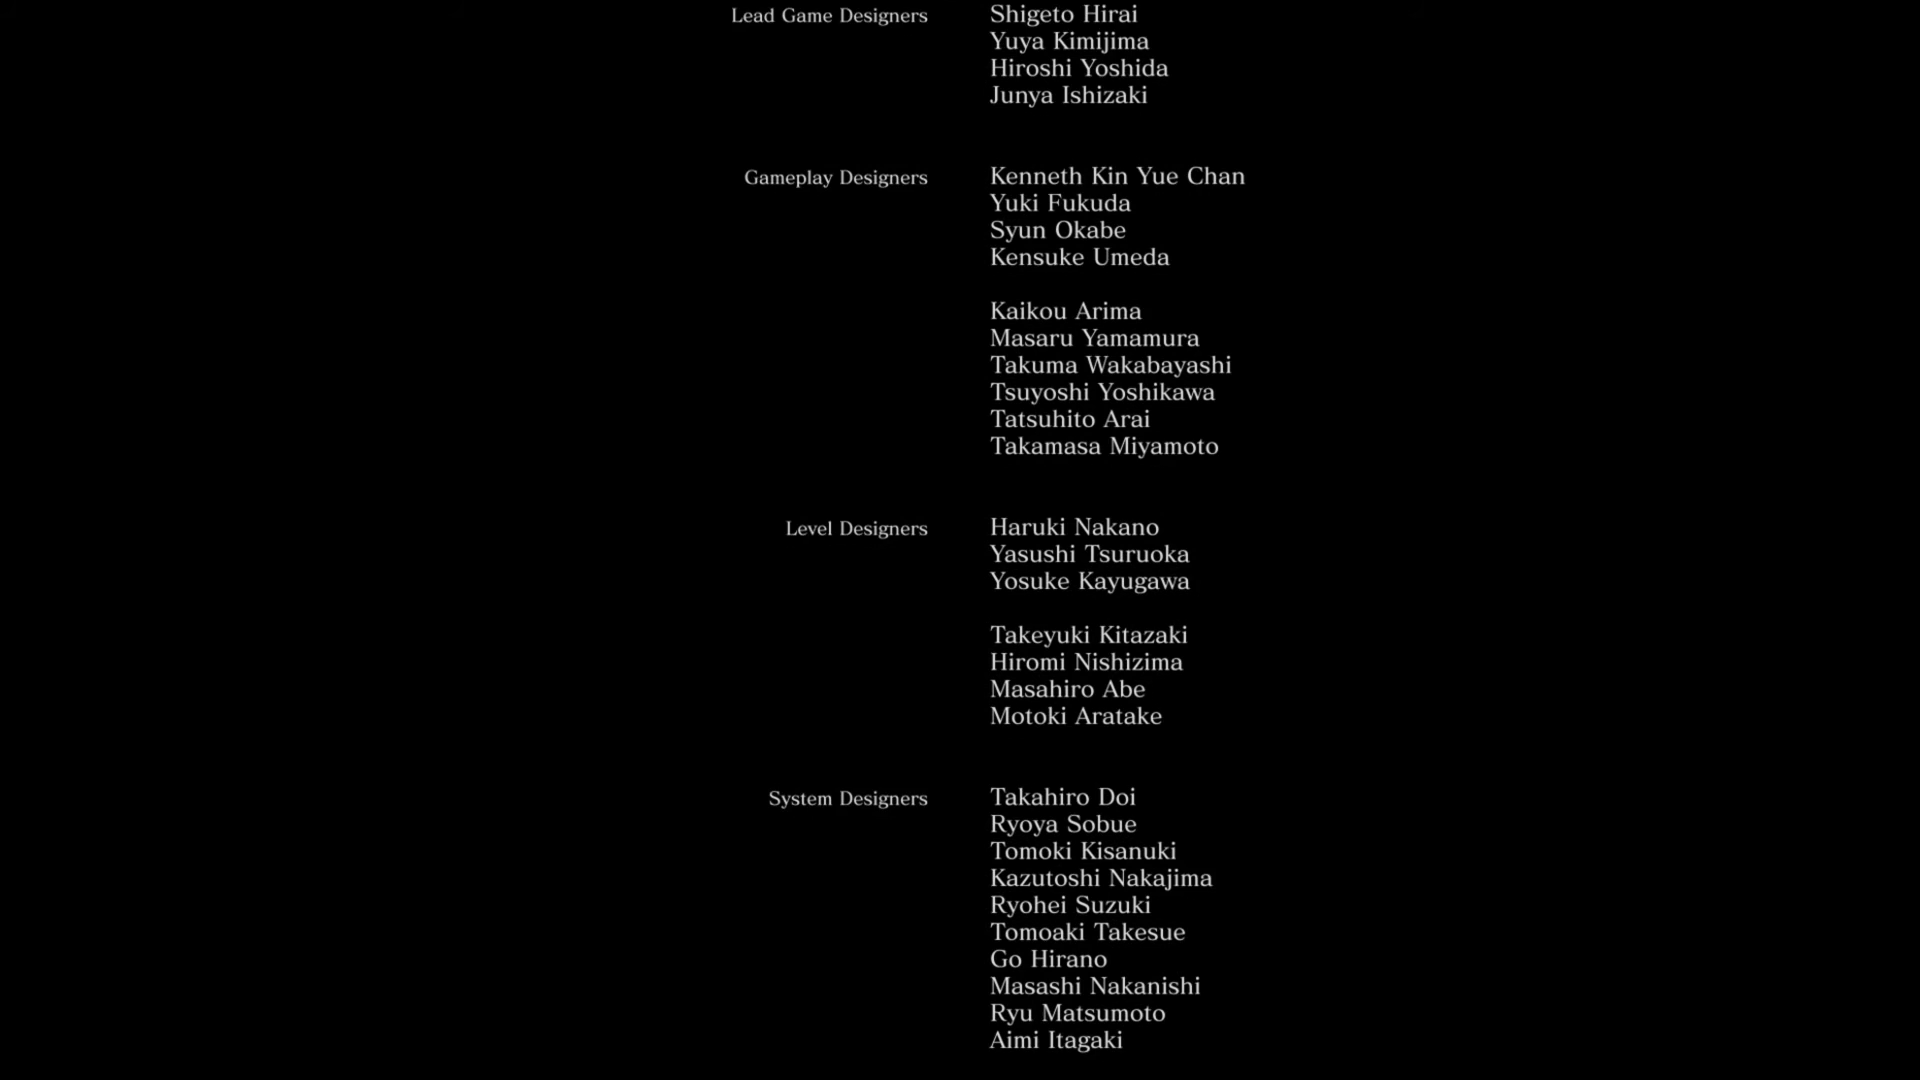 Lead Game Designers Shigeto Hirai
Yuya Kimijima
Hiroshi Yoshida
Junya Ishizaki
Gameplay Designers Kenneth Kin Yue Chan
Yuki Fukuda
Syun Okabe
Kensuke Umeda
Kaikou Arima
Masaru Yamamura
Takuma Wakabayashi
Tsuyoshi Yoshikawa
Tatsuhito Arai
Takamasa Miyamoto
Level Designers Haruki Nakano
Yasushi Tsuruoka
Yosuke Kayugawa
Takeyuki Kitazaki
Hiromi Nishizima
Masahiro Abe
Motoki Aratake
System Designers Takahiro Doi
Ryoya Sobue
Tomoki Kisanuki
Kazutoshi Nakajima
Ryohei Suzuki
Tomoaki Takesue
Go Hirano
Masashi Nakanishi
Ryu Matsumoto
Aimi Itagaki